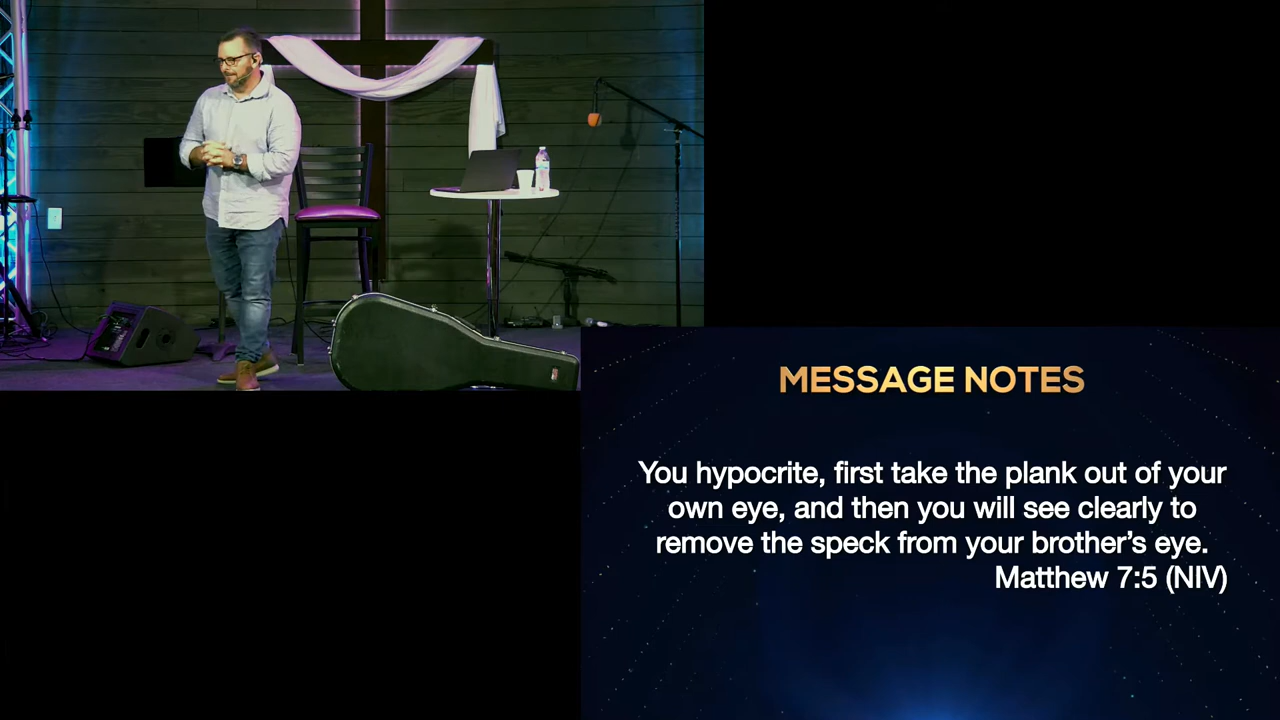 MESSAGE NOTES
You hypocrite, first take the plank out of your
own eye, and then you will see clearly to
remove the speck from your brother’s eye.
Matthew 7:5 (NIV)